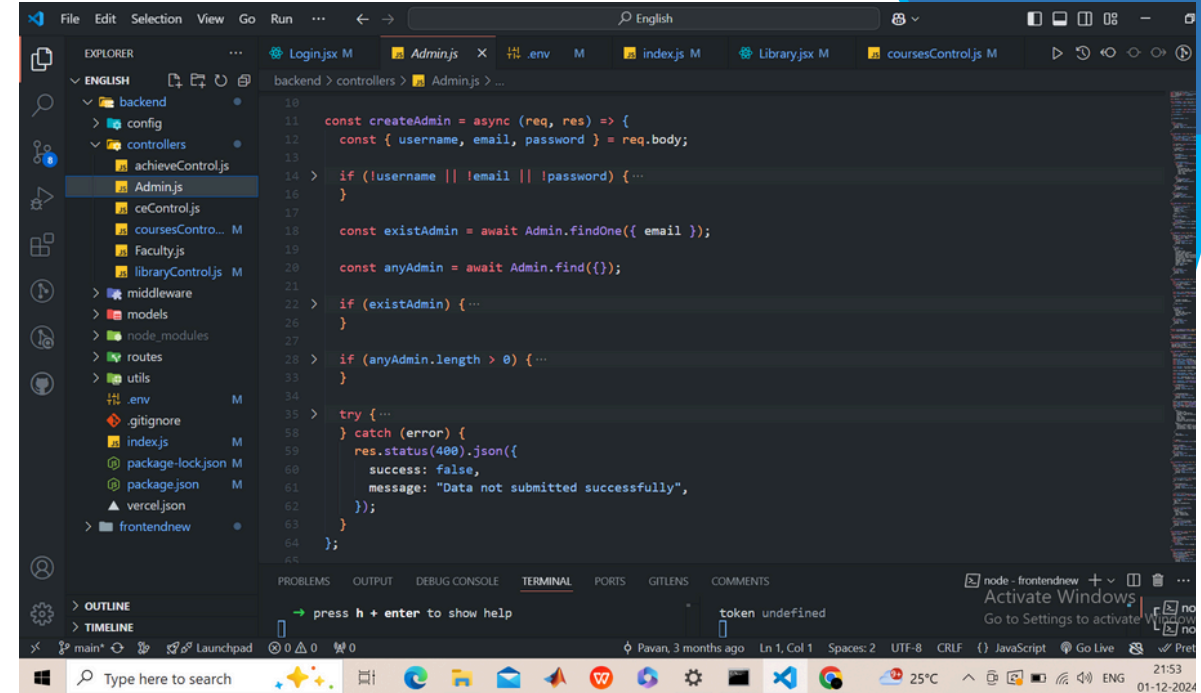 File Edit Selection View Go Run ··· English
EXPLORER ···
ENGLISH
backend
config
controllers
achieveControl.js
Admin.js
ceControl.js
coursesContro... M
Faculty.js
libraryControl.js M
middleware
models
node_modules
routes
utils
.env M
.gitignore
index.js M
package-lock.json M
package.json M
vercel.json
frontendnew
OUTLINE
TIMELINE
Login.jsx M Admin.js .env M index.js M Library.jsx M coursesControl.js M
backend > controllers > Admin.js > ...
10
11 const createAdmin = async (req, res) => {
12 const { username, email, password } = req.body;
13
14 if (!username || !email || !password) {···
16 }
17
18 const existAdmin = await Admin.findOne({ email });
19
20 const anyAdmin = await Admin.find({});
21
22 if (existAdmin) {···
26 }
27
28 if (anyAdmin.length > 0) {···
33 }
34
35 try {···
58 } catch (error) {
59 res.status(400).json({
60 success: false,
61 message: "Data not submitted successfully",
62 });
63 }
64 };
65
PROBLEMS OUTPUT DEBUG CONSOLE TERMINAL PORTS GITLENS COMMENTS node - frontendnew
→ press h + enter to show help
token undefined
no
no
Activate Windows
Go to Settings to activate Window
main* Launchpad 0 0 0 Pavan, 3 months ago Ln 1, Col 1 Spaces: 2 UTF-8 CRLF {} JavaScript Go Live Pret
Type here to search 25°C ENG 21:53
01-12-2024